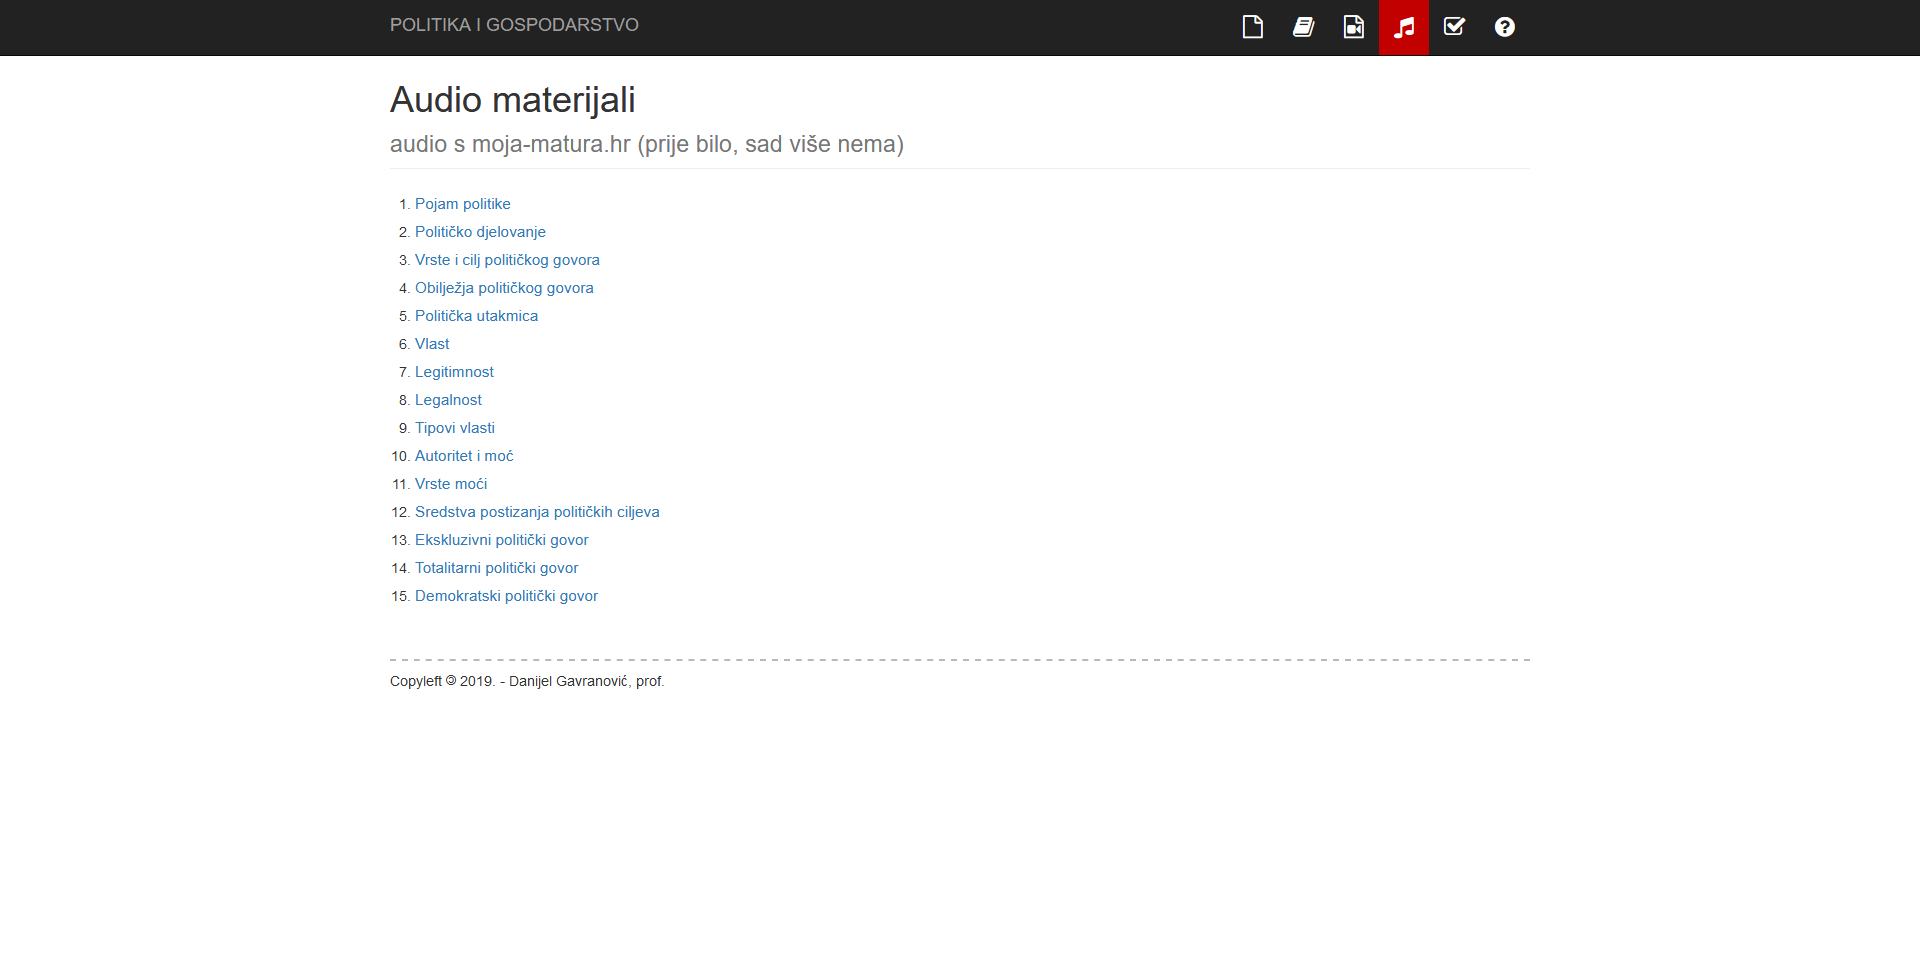 POLITIKA I GOSPODARSTVO
Audio materijali
audio s moja-matura.hr (prije bilo, sad više nema)
1. Pojam politike
2. Političko djelovanje
3. Vrste i cilj političkog govora
4. Obilježja političkog govora
5. Politička utakmica
6. Vlast
7. Legitimnost
8. Legalnost
9. Tipovi vlasti
10. Autoritet i moć
11. Vrste moći
12. Sredstva postizanja političkih ciljeva
13. Ekskluzivni politički govor
14. Totalitarni politički govor
15. Demokratski politički govor
Copyleft 🄯 2019. - Danijel Gavranović, prof.